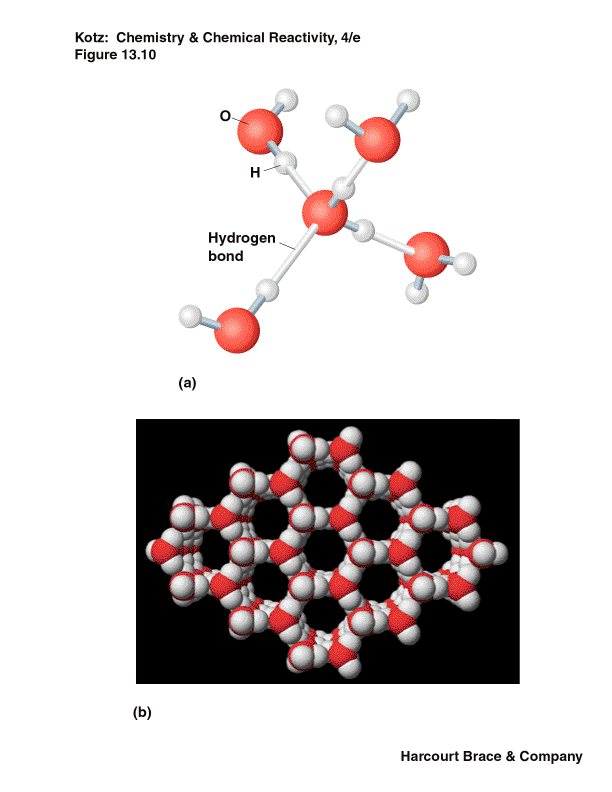 Kotz: Chemistry & Chemical Reactivity, 4/e
Figure 13.10
O
H
Hydrogen
bond
(a)
(b)
Harcourt Brace & Company